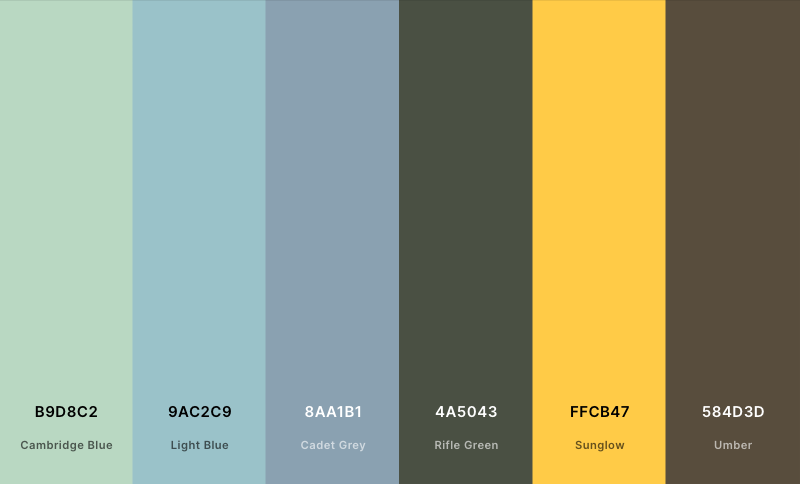 B9D8C2
9AC2C9
8AA1B1
4A5043
FFCB47
584D3D
Cambridge Blue
Light Blue
Cadet Grey
Rifle Green
Sunglow
Umber